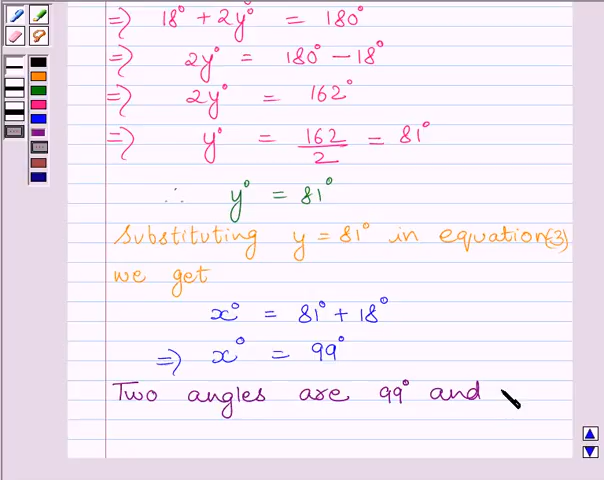 ⇒) 18° + 2y° = 180°
⇒) 2y° = 180° - 18°
⇒) 2y° = 162°
⇒) y° = 162/2 = 81°
∴ y° = 81°
Substituting y = 81° in equation(3)
we get
x° = 81° + 18°
⇒) x° = 99°
Two angles are 99° and